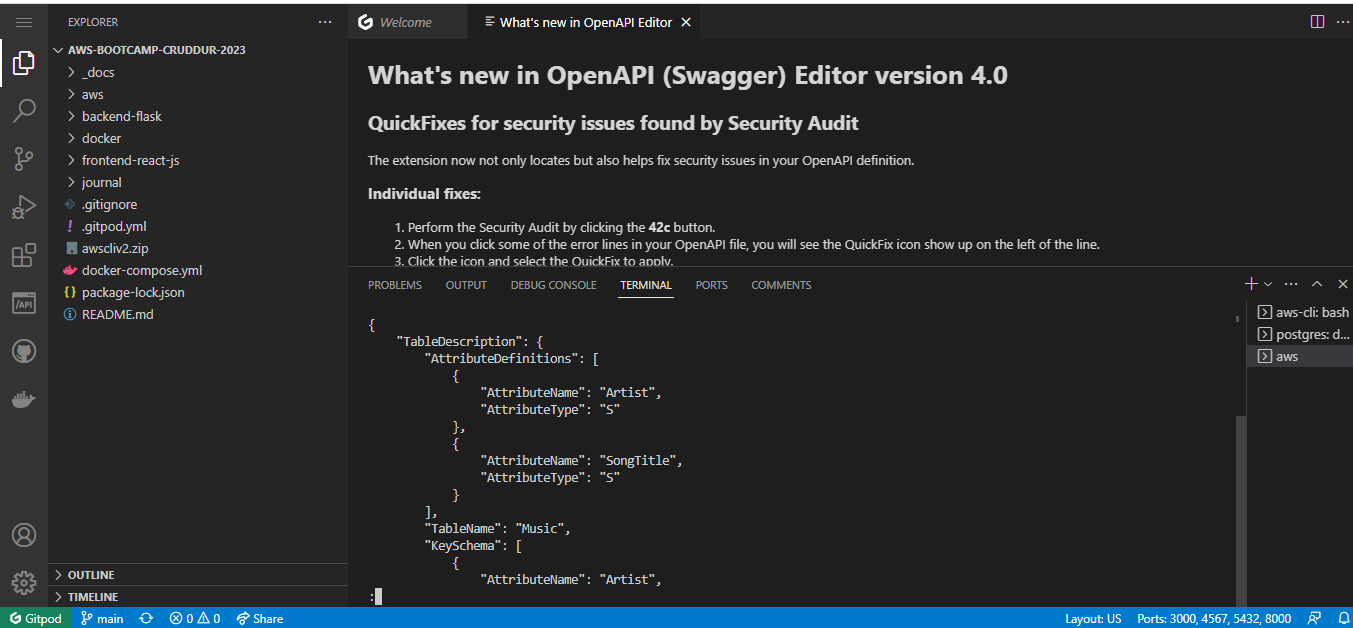 EXPLORER
AWS-BOOTCAMP-CRUDDUR-2023
_docs
aws
backend-flask
docker
frontend-react-js
journal
.gitignore
.gitpod.yml
awscliv2.zip
docker-compose.yml
package-lock.json
README.md
OUTLINE
TIMELINE
/API
Welcome
What's new in OpenAPI Editor
What's new in OpenAPI (Swagger) Editor version 4.0
QuickFixes for security issues found by Security Audit
The extension now not only locates but also helps fix security issues in your OpenAPI definition.
Individual fixes:
1. Perform the Security Audit by clicking the 42c button.
2. When you click some of the error lines in your OpenAPI file, you will see the QuickFix icon show up on the left of the line.
3. Click the icon and select the QuickFix to apply.
PROBLEMS OUTPUT DEBUG CONSOLE TERMINAL PORTS COMMENTS
{
"TableDescription": {
"AttributeDefinitions": [
{
"AttributeName": "Artist",
"AttributeType": "S"
},
{
"AttributeName": "SongTitle",
"AttributeType": "S"
}
],
"TableName": "Music",
"KeySchema": [
{
"AttributeName": "Artist",
:
aws-cli: bash
postgres: d...
aws
Gitpod main 0 0 Share
Layout: US Ports: 3000, 4567, 5432, 8000